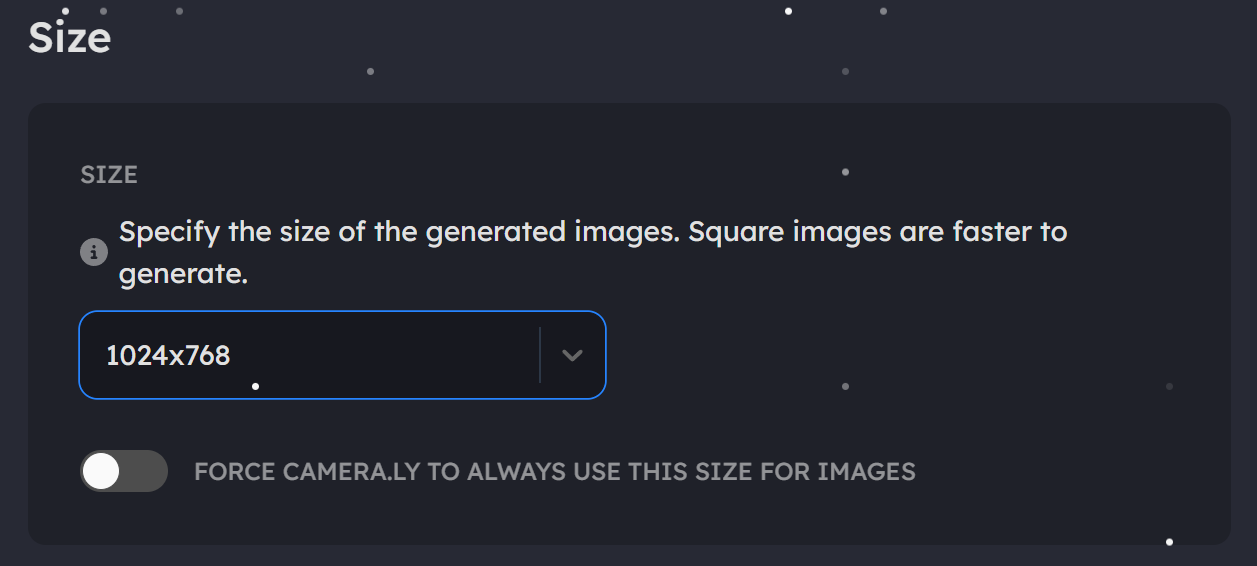 Size
SIZE
Specify the size of the generated images. Square images are faster to
generate.
1024x768
FORCE CAMERA.LY TO ALWAYS USE THIS SIZE FOR IMAGES